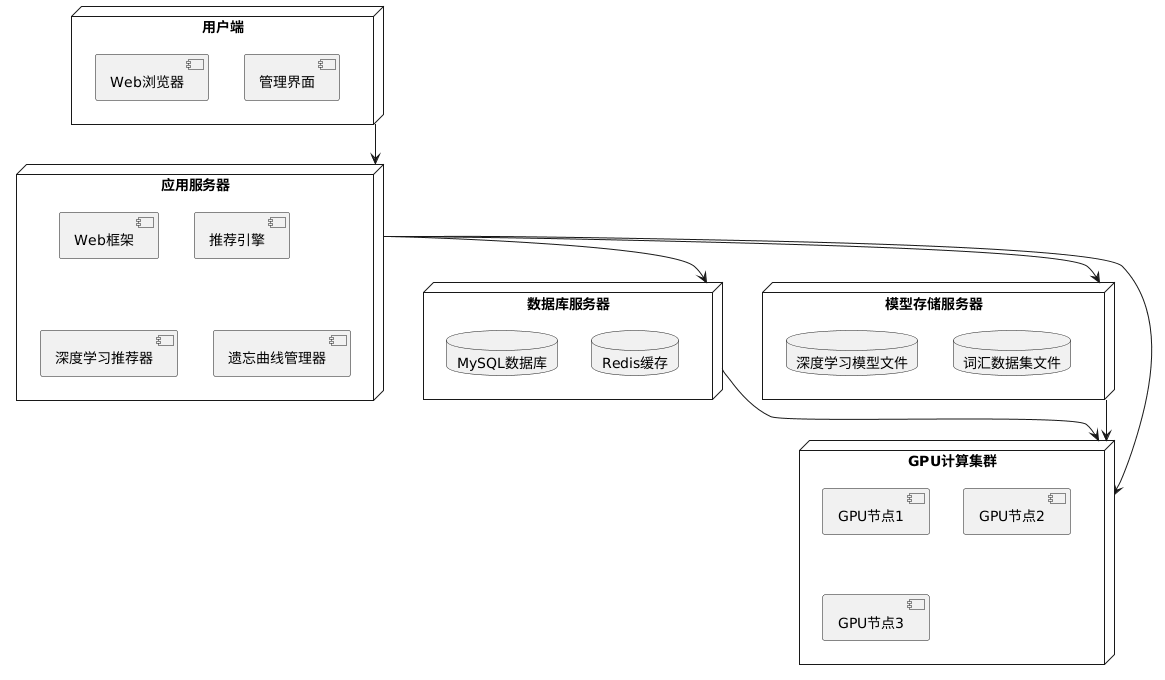 用户端
Web浏览器
管理界面
应用服务器
Web框架
推荐引擎
深度学习推荐器
遗忘曲线管理器
数据库服务器
MySQL数据库
Redis缓存
模型存储服务器
深度学习模型文件
词汇数据集文件
GPU计算集群
GPU节点1
GPU节点2
GPU节点3